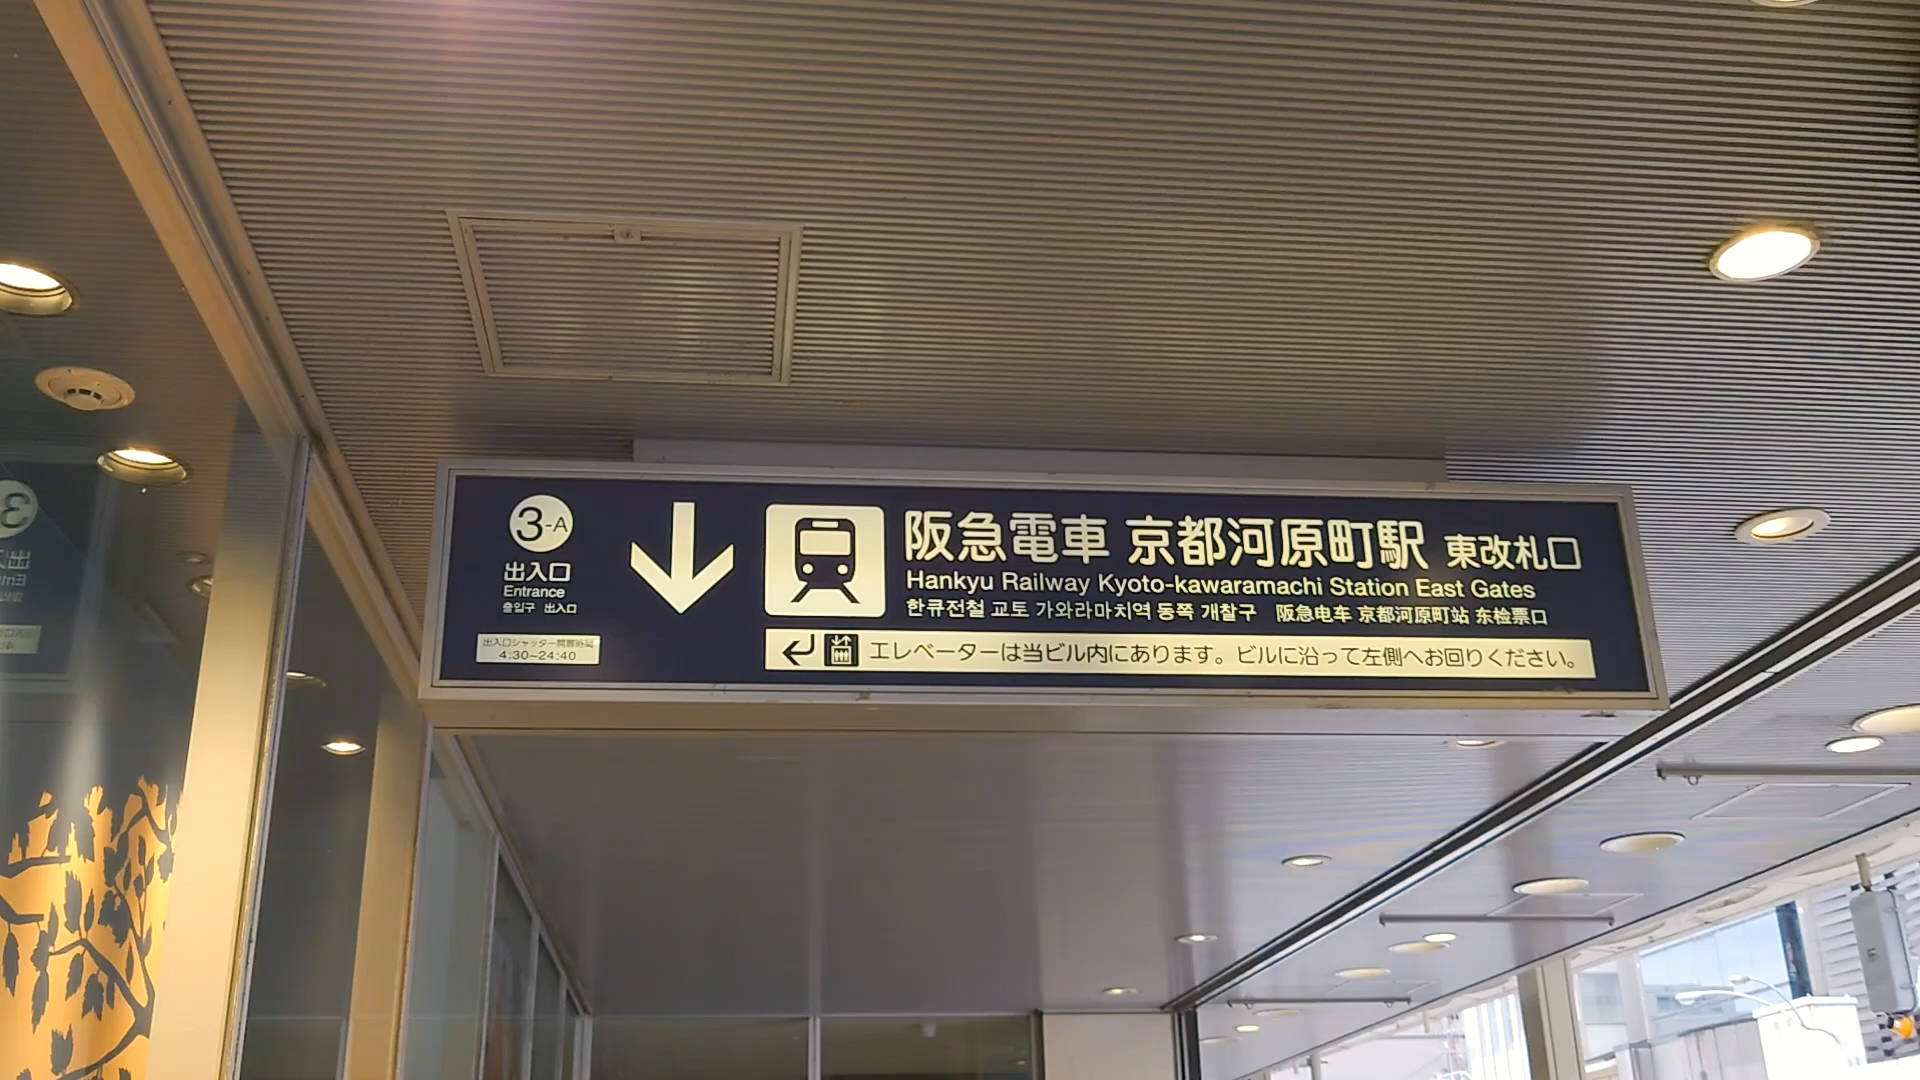 3-A
出入口
Entrance
출입구 出入口
出入口シャッター開扉時間
4:30~24:40
阪急電車 京都河原町駅 東改札口
Hankyu Railway Kyoto-kawaramachi Station East Gates
한큐전철 교토 가와라마치역 동쪽 개찰구 阪急电车 京都河原町站 东检票口
エレベーターは当ビル内にあります。ビルに沿って左側へお回りください。